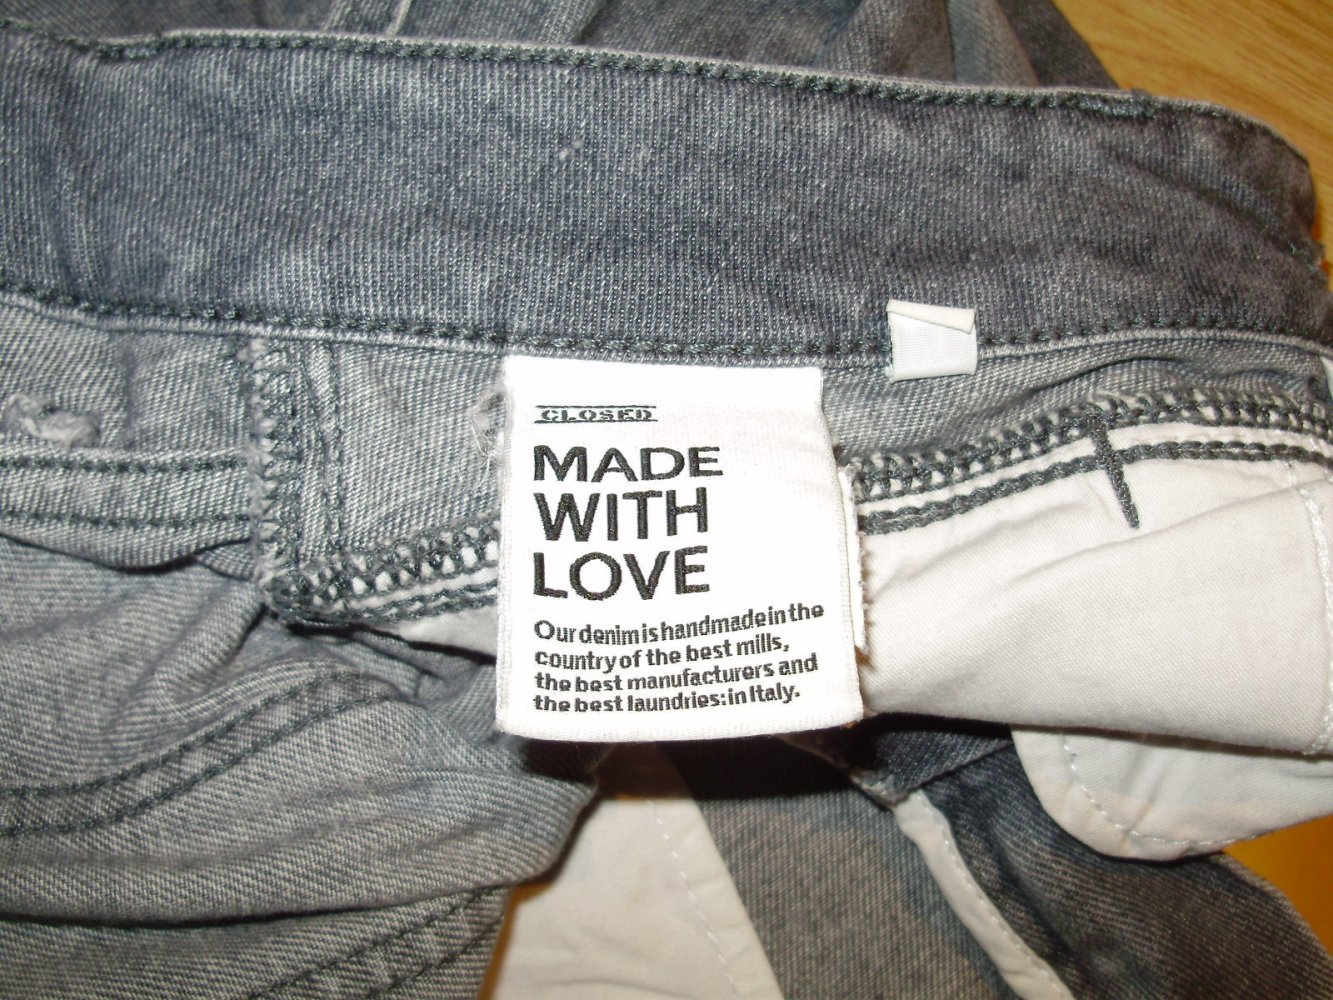 CLOSED
MADE
WITH
LOVE
Our denim is handmade in the
country of the best mills,
the best manufacturers and
the best laundries: in Italy.